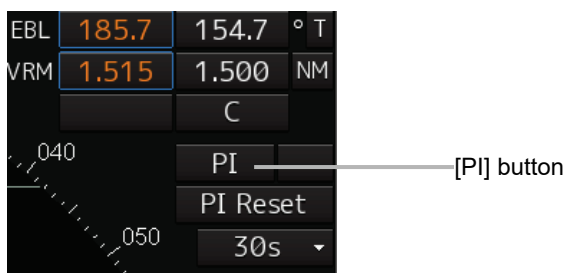 EBL 185.7 154.7 ° T
VRM 1.515 1.500 NM
C
040
PI
[PI] button
PI Reset
050
30s